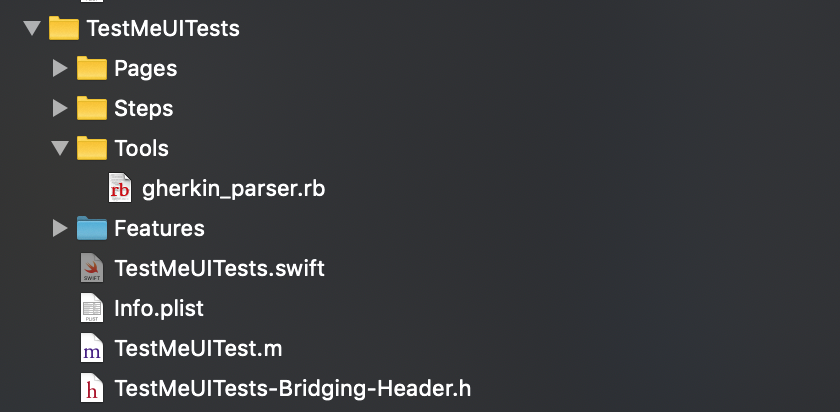 TestMeUITests
Pages
Steps
Tools
rb gherkin_parser.rb
Features
SWIFT TestMeUITests.swift
PLIST Info.plist
m TestMeUITest.m
h TestMeUITests-Bridging-Header.h